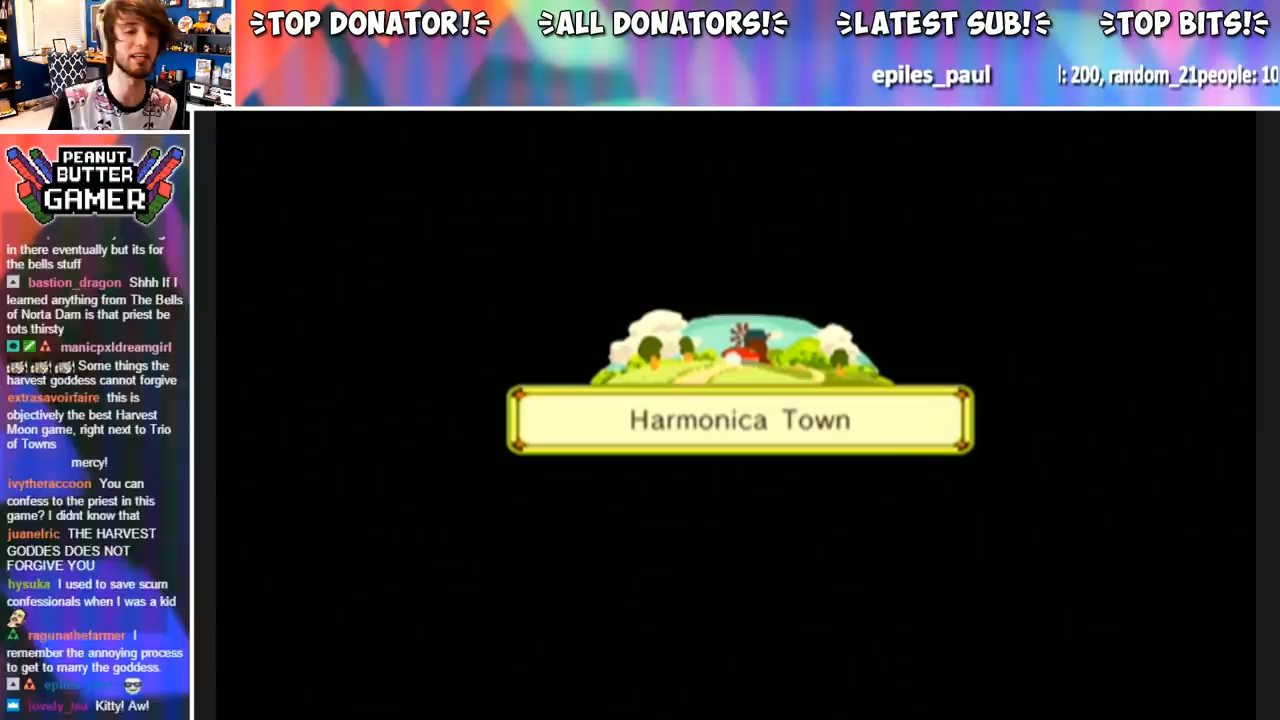 TOP DONATOR!
ALL DONATORS!
LATEST SUB!
TOP BITS!
epiles_paul
l: 200, random_21people: 10
PEANUT
BUTTER
GAMER
in there eventually but its for
the bells stuff
bastion_dragon Shhh If I
learned anything from The Bells
of Norta Dam is that priest be
tots thirsty
manicpxldreamgirl
Some things the
harvest goddess cannot forgive
extrasavoirfaire this is
objectively the best Harvest
Moon game, right next to Trio
of Towns
mercy!
ivytheraccoon You can
confess to the priest in this
game? I didnt know that
juanelric THE HARVEST
GODDES DOES NOT
FORGIVE YOU
hysuka I used to save scum
confessionals when I was a kid
ragunathefarmer I
remember the annoying process
to get to marry the goddess.
epiles_paul
lovely_tea Kitty! Aw!
Harmonica Town